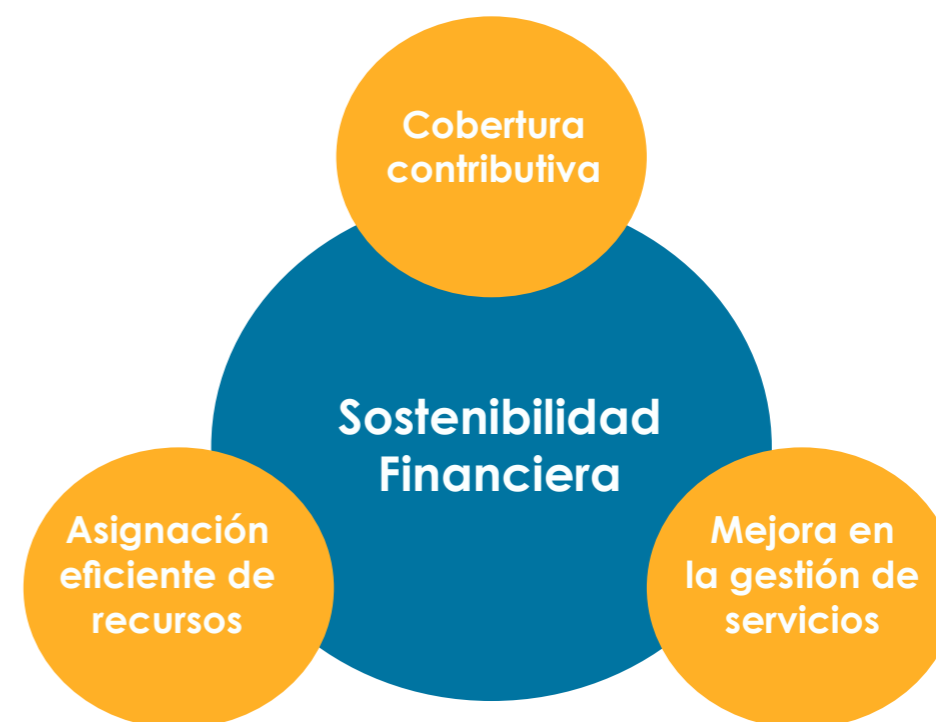 Cobertura
contributiva
Sostenibilidad
Financiera
Asignación
eficiente de
recursos
Mejora en
la gestión de
servicios